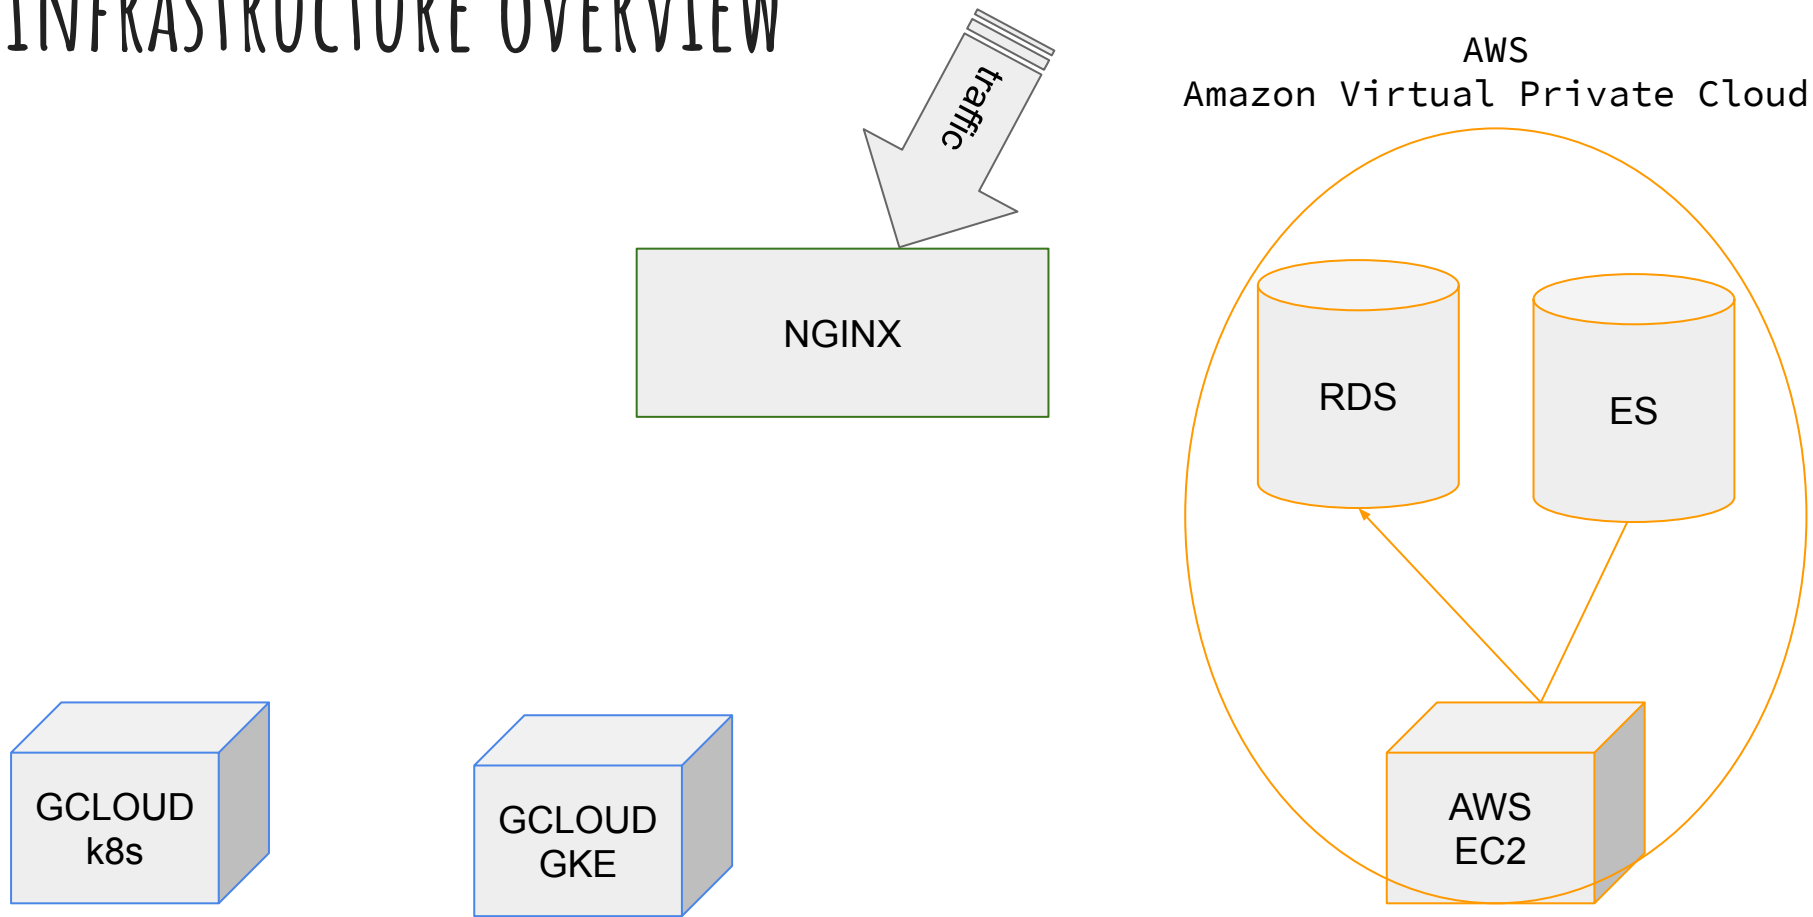 INFRASTRUCTURE OVERVIEW
traffic
AWS
Amazon Virtual Private Cloud
NGINX
RDS
ES
GCLOUD
k8s
GCLOUD
GKE
AWS
EC2